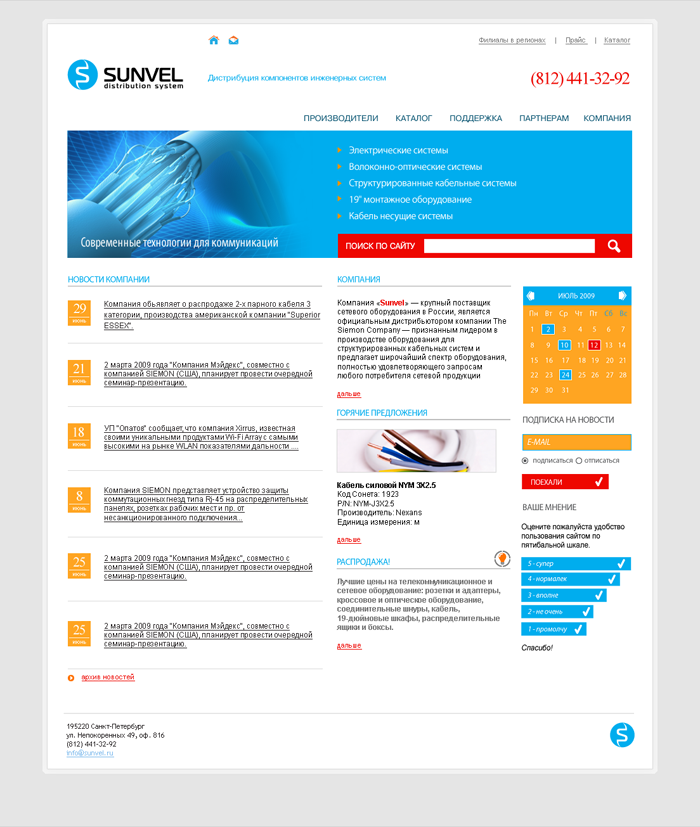 Филиалы в регионах | Прайс | Каталог
SUNVEL
distribution system
Дистрибуция компонентов инженерных систем
(812) 441-32-92
ПРОИЗВОДИТЕЛИ КАТАЛОГ ПОДДЕРЖКА ПАРТНЕРАМ КОМПАНИЯ
Современные технологии для коммуникаций
Электрические системы
Волоконно-оптические системы
Структурированные кабельные системы
19" монтажное оборудование
Кабель несущие системы
ПОИСК ПО САЙТУ
НОВОСТИ КОМПАНИИ
29
июнь
Компания обьявляет о распродаже 2-х парного кабеля 3
категории, производства американской компании "Superior
ESSEX".
21
июнь
2 марта 2009 года "Компания Мэйдекс", совместно с
компанией SIEMON (США), планирует провести очередной
семинар-презентацию.
18
июнь
УП "Опатов" сообщает,что компания Xirrus, известная
своими уникальными продуктами Wi-Fi Array с самыми
высокими на рынке WLAN показателями дальности ....
8
июнь
Компания SIEMON представляет устройство защиты
коммутационных гнезд типа Rj-45 на распределительных
панелях, розетках рабочих мест и пр. от
несанкционированного подключения...
25
июнь
2 марта 2009 года "Компания Мэйдекс", совместно с
компанией SIEMON (США), планирует провести очередной
семинар-презентацию.
25
июнь
2 марта 2009 года "Компания Мэйдекс", совместно с
компанией SIEMON (США), планирует провести очередной
семинар-презентацию.
архив новостей
КОМПАНИЯ
Компания «Sunvel» — крупный поставщик
сетевого оборудования в России, является
официальным дистрибьютором компании The
Siemon Company — признанным лидером в
производстве оборудования для
структурированных кабельных систем и
предлагает широчайший спектр оборудования,
полностью удовлетворяющего запросам
любого потребителя сетевой продукции
дальше
ГОРЯЧИЕ ПРЕДЛОЖЕНИЯ
Кабель силовой NYM 3X2.5
Код Сонета: 1923
P/N: NYM-J3X2.5
Производитель: Nexans
Единица измерения: м
дальше
РАСПРОДАЖА!
Лучшие цены на телекоммуникационное и
сетевое оборудование: розетки и адаптеры,
кроссовое и оптическое оборудование,
соединительные шнуры, кабель,
19-дюймовые шкафы, распределительные
ящики и боксы.
дальше
ИЮЛЬ 2009
Пн Вт Ср Чт Пт Сб Вс
1 2 3 4 5 6 7
8 9 10 11 12 13 14
15 16 17 18 19 20 21
22 23 24 25 26 27 28
29 30 31
ПОДПИСКА НА НОВОСТИ
E-MAIL
подписаться отписаться
ПОЕХАЛИ
ВАШЕ МНЕНИЕ
Оцените пожалуйста удобство
пользования сайтом по
пятибальной шкале.
5 - супер
4 - нормалек
3 - вполне
2 - не очень
1 - промолчу
Спасибо!
195220 Санкт-Петербург
ул. Непокоренных 49, оф. 816
(812) 441-32-92
info@sunvel.ru